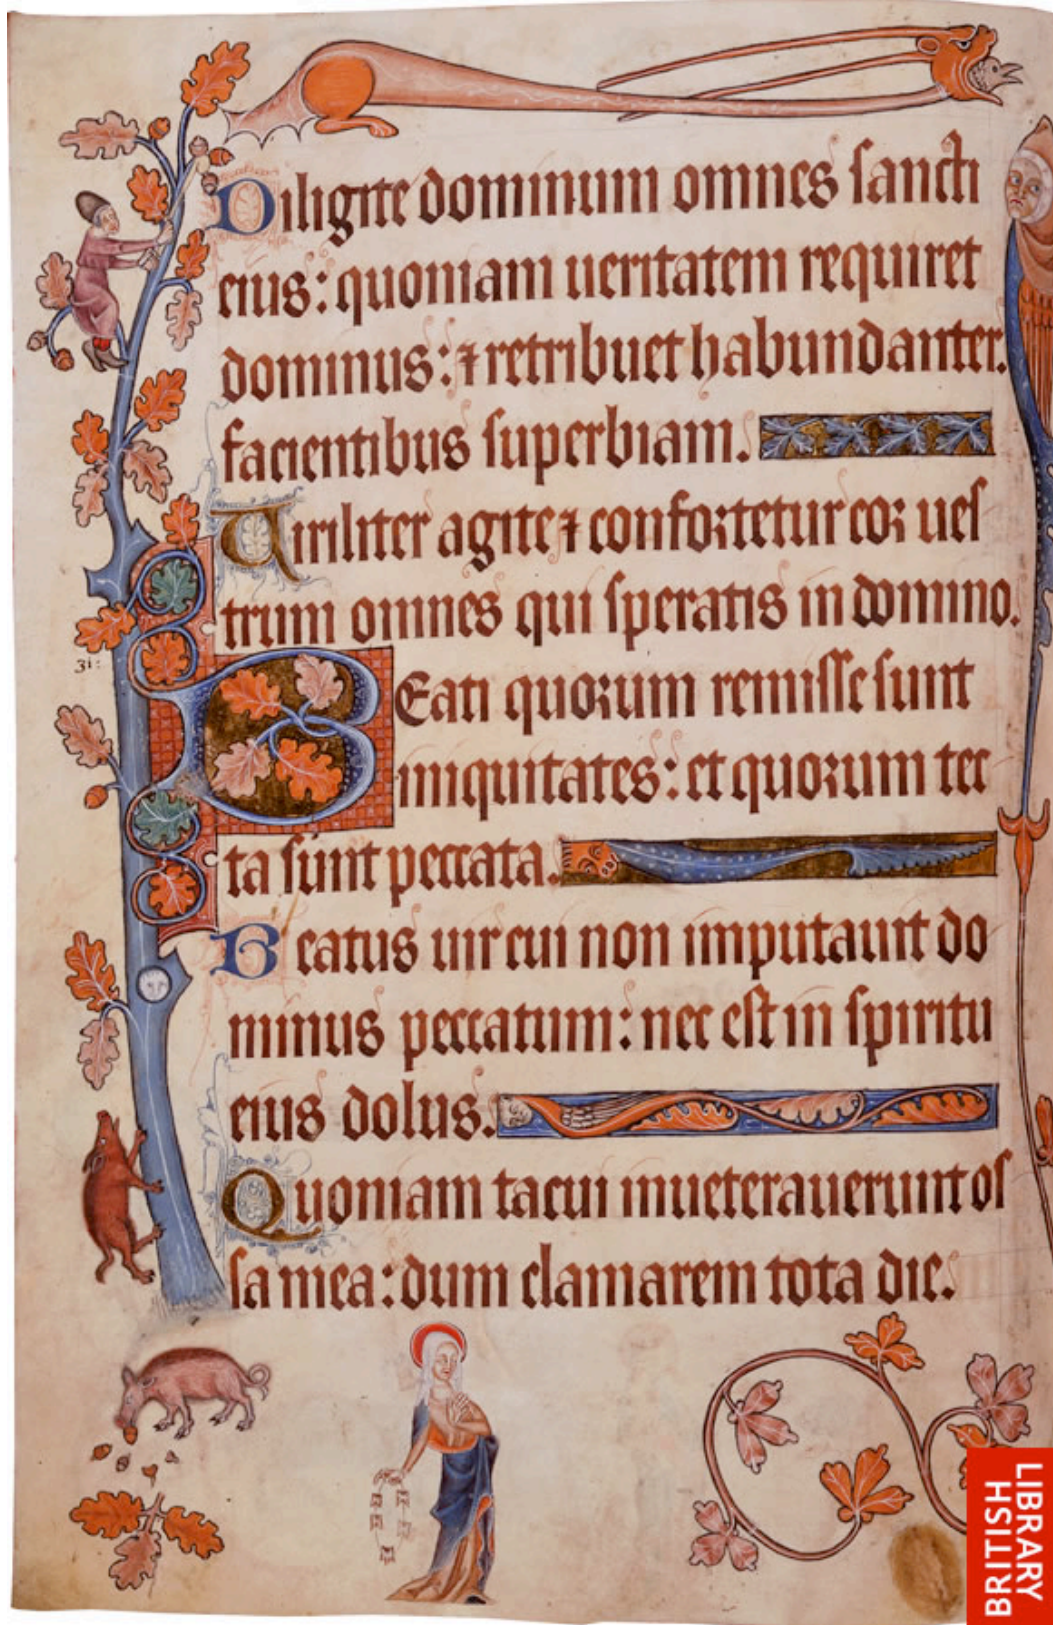 Diligite dominum omnes sancti
eius: quoniam ueritatem requiret
dominus: ⁊ retribuet habundanter.
facientibus superbiam.
Uiriliter agite ⁊ confortetur cor ues
trum omnes qui speratis in domino.
31:
Beati quorum remisse sunt
iniquitates: et quorum tec
ta sunt peccata.
Beatus uir cui non imputauit do
minus peccatum: nec est in spiritu
eius dolus.
Quoniam tacui inueterauerunt os
sa mea: dum clamarem tota die.
LIBRARY
BRITISH